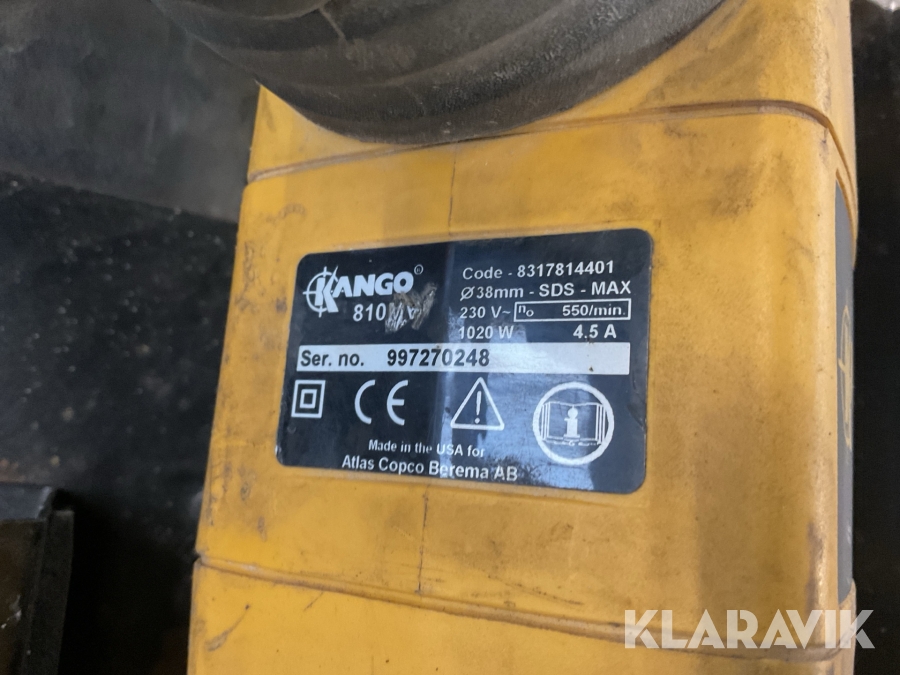 KANGO®
810
Code - 8317814401
Ø38mm - SDS - MAX
230 V~ n₀ 550/min.
1020 W 4.5 A
Ser. no. 997270248
CE
Made in the USA for
Atlas Copco Berema AB
KLARAVIK